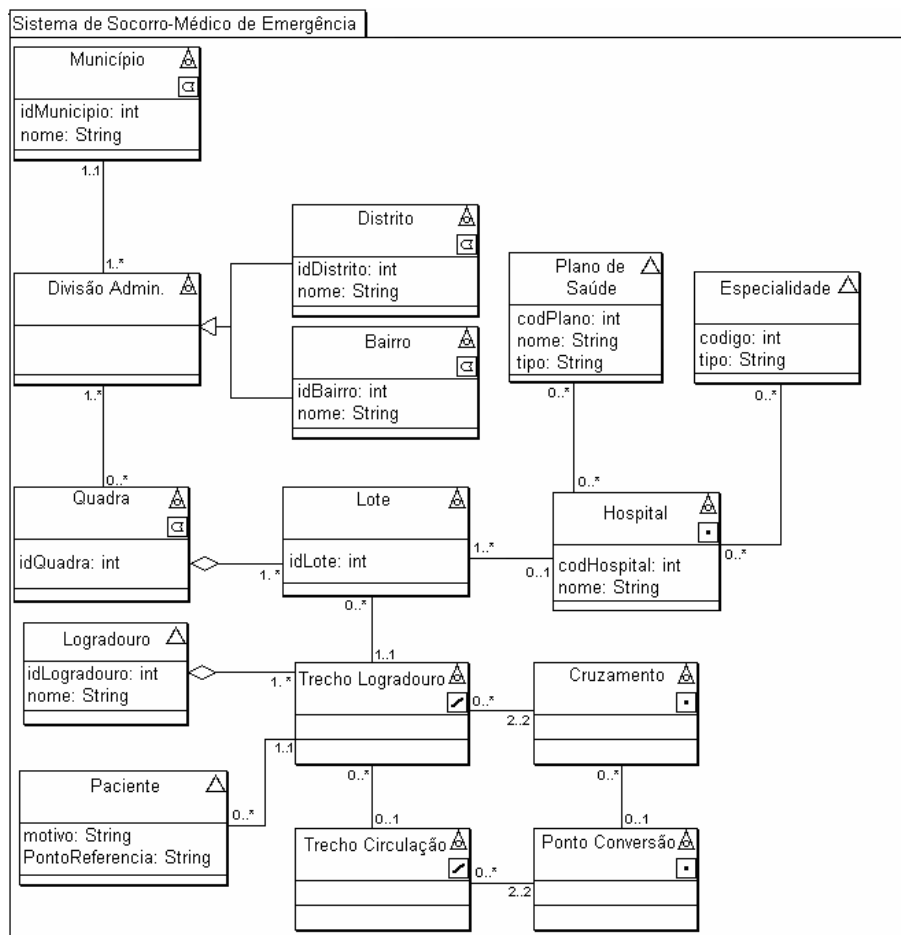 Sistema de Socorro-Médico de Emergência
Município
idMunicipio: int
nome: String
1..1
1..*
Divisão Admin.
1..*
0..*
Distrito
idDistrito: int
nome: String
Bairro
idBairro: int
nome: String
Plano de
Saúde
codPlano: int
nome: String
tipo: String
0..*
0..*
Especialidade
codigo: int
tipo: String
0..*
0..*
Quadra
idQuadra: int
1..*
Lote
idLote: int
1..*
0..1
0..*
1..1
Hospital
codHospital: int
nome: String
Logradouro
idLogradouro: int
nome: String
1..*
Trecho Logradouro
0..*
2..2
Cruzamento
1..1
0..*
Paciente
motivo: String
PontoReferencia: String
0..*
0..1
0..*
0..1
Trecho Circulação
0..*
2..2
Ponto Conversão